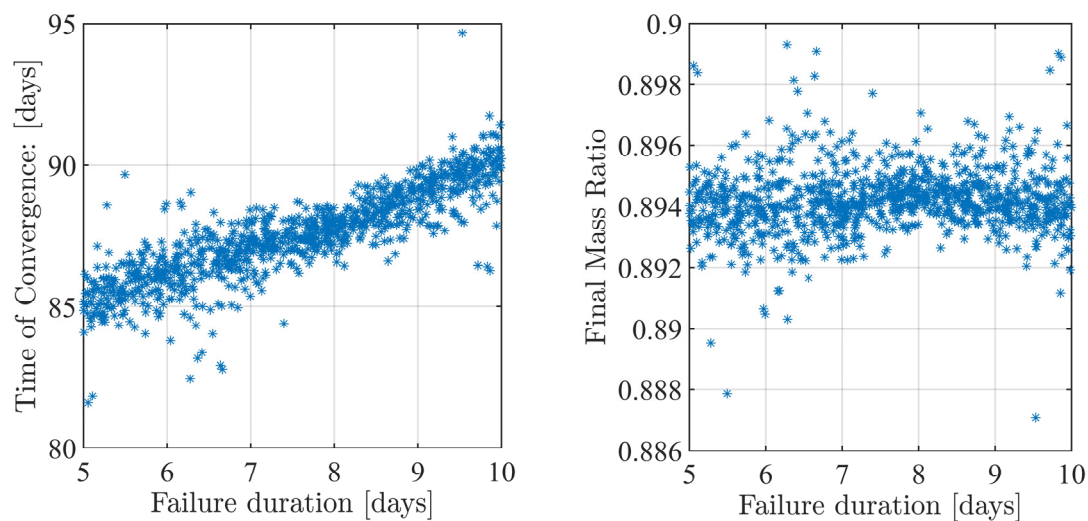 Time of Convergence: [days]
95
90
85
80
5 6 7 8 9 10
Failure duration [days]
Final Mass Ratio
0.9
0.898
0.896
0.894
0.892
0.89
0.888
0.886
5 6 7 8 9 10
Failure duration [days]